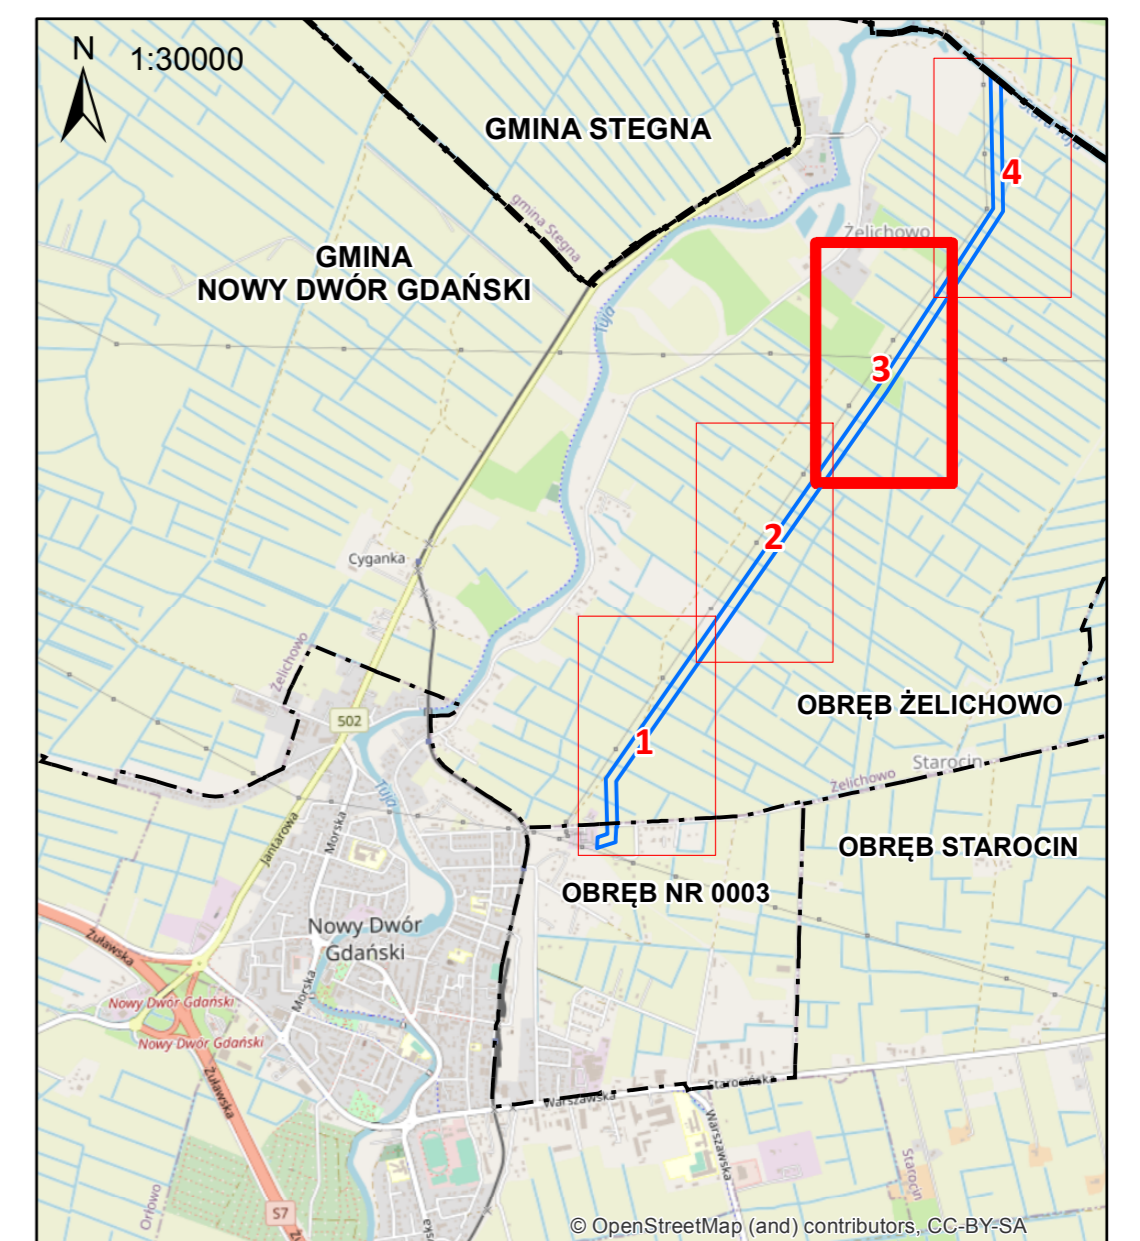 N
1:30000
GMINA STEGNA
Stara Tuja
4
gmina Stegna
Żelichowo
GMINA
NOWY DWÓR GDAŃSKI
Tuja
3
2
Cyganka
Żelichowo
OBRĘB ŻELICHOWO
502
1
Starocin
Żelichowo
Tuja
Jantarowa
Morska
OBRĘB STAROCIN
OBRĘB NR 0003
Nowy Dwór
Gdański
Żuławska
Morska
Nowy Dwór Gdański
Nowy Dwór Gdański
Żuławska
Starocińska
Warszawska
Warszawska
Starocin
Orłowo
S7
© OpenStreetMap (and) contributors, CC-BY-SA